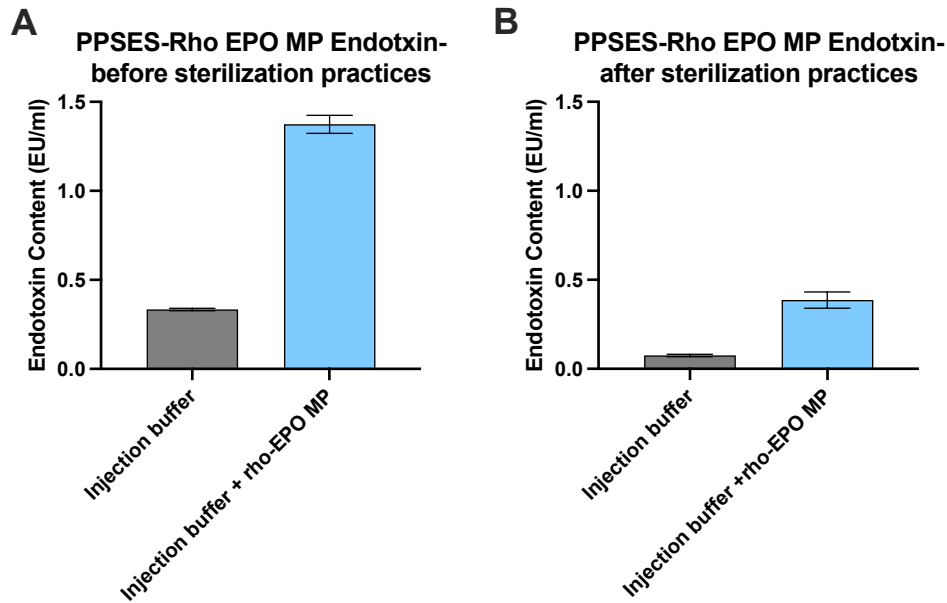 A
PPSES-Rho EPO MP Endotxin-
before sterilization practices
Endotoxin Content (EU/ml)
1.5
1.0
0.5
0.0
Injection buffer
Injection buffer + rho-EPO MP
B
PPSES-Rho EPO MP Endotxin-
after sterilization practices
Endotoxin Content (EU/ml)
1.5
1.0
0.5
0.0
Injection buffer
Injection buffer +rho-EPO MP